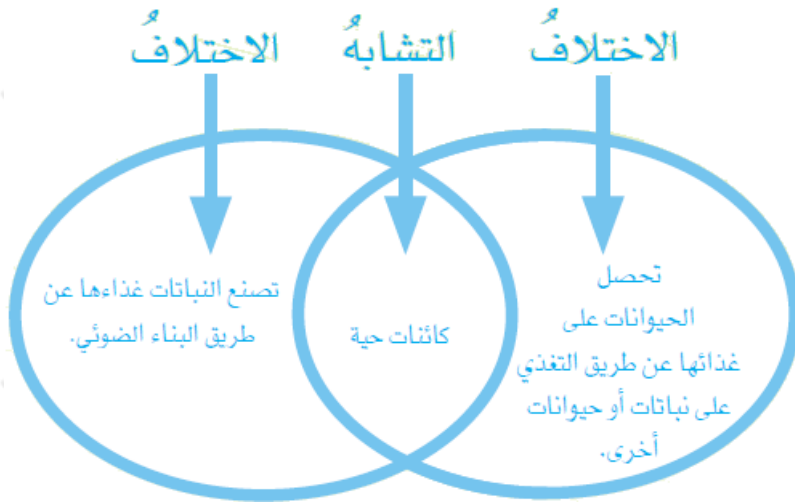 الاختلافُ
التشابهُ
الاختلافُ
تحصل
الحيوانات على
غذائها عن طريق التغذي
على نباتات أو حيوانات
أخرى.
كائنات حية
تصنع النباتات غذاءها عن
طريق البناء الضوئي.